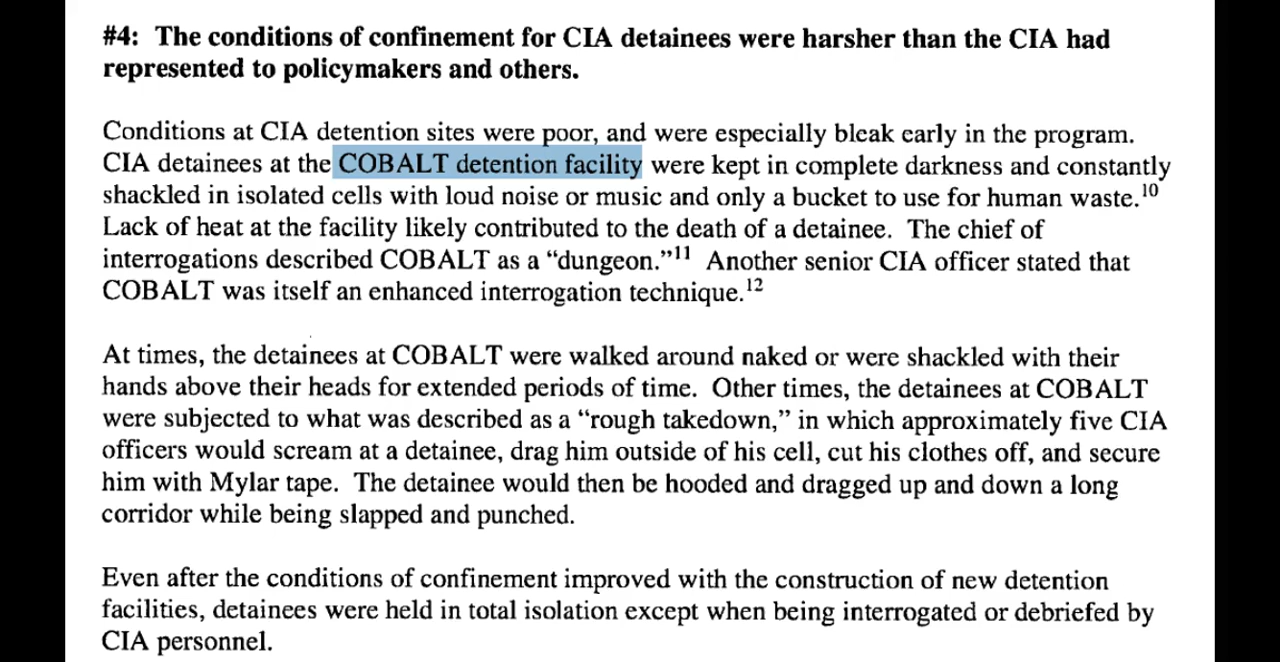 #4: The conditions of confinement for CIA detainees were harsher than the CIA had
represented to policymakers and others.
Conditions at CIA detention sites were poor, and were especially bleak early in the program.
CIA detainees at the COBALT detention facility were kept in complete darkness and constantly
shackled in isolated cells with loud noise or music and only a bucket to use for human waste.10
Lack of heat at the facility likely contributed to the death of a detainee. The chief of
interrogations described COBALT as a “dungeon.”11 Another senior CIA officer stated that
COBALT was itself an enhanced interrogation technique.12
At times, the detainees at COBALT were walked around naked or were shackled with their
hands above their heads for extended periods of time. Other times, the detainees at COBALT
were subjected to what was described as a “rough takedown,” in which approximately five CIA
officers would scream at a detainee, drag him outside of his cell, cut his clothes off, and secure
him with Mylar tape. The detainee would then be hooded and dragged up and down a long
corridor while being slapped and punched.
Even after the conditions of confinement improved with the construction of new detention
facilities, detainees were held in total isolation except when being interrogated or debriefed by
CIA personnel.